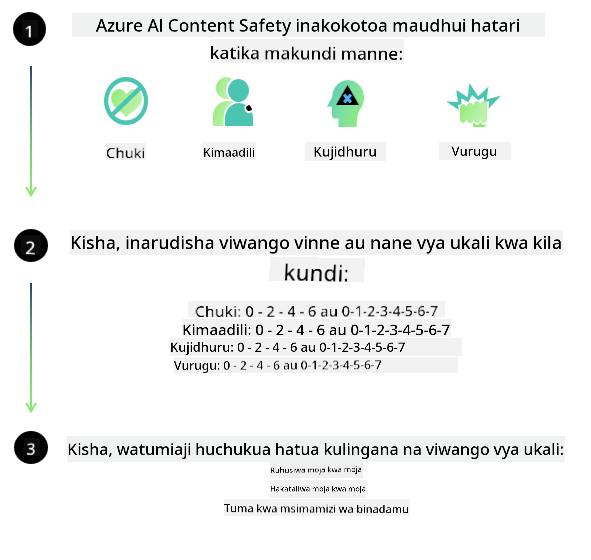 1
Azure AI Content Safety inakokotoa maudhui hatari
katika makundi manne:
Chuki
Kimaadili
Kujidhuru
Vurugu
2
Kisha, inarudisha viwango vinne au nane vya ukali kwa kila
kundi:
Chuki: 0 - 2 - 4 - 6 au 0-1-2-3-4-5-6-7
Kimaadili: 0 - 2 - 4 - 6 au 0-1-2-3-4-5-6-7
Kujidhuru: 0 - 2 - 4 - 6 au 0-1-2-3-4-5-6-7
Vurugu: 0 - 2 - 4 - 6 au 0-1-2-3-4-5-6-7
3
Kisha, watumiaji huchukua hatua kulingana na viwango vya ukali:
Ruhusiwa moja kwa moja
Hakataliwa moja kwa moja
Tuma kwa msimamizi wa binadamu